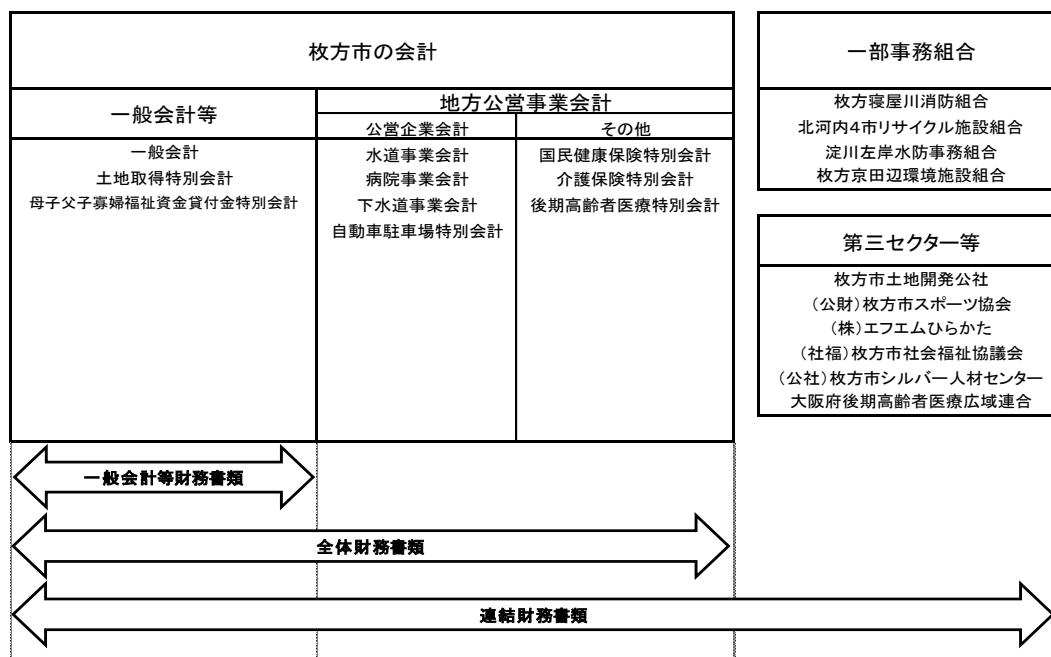 枚方市の会計
一般会計等
地方公営事業会計
公営企業会計
その他
一般会計
土地取得特別会計
母子父子寡婦福祉資金貸付金特別会計
水道事業会計
病院事業会計
下水道事業会計
自動車駐車場特別会計
国民健康保険特別会計
介護保険特別会計
後期高齢者医療特別会計
一部事務組合
枚方寝屋川消防組合
北河内4市リサイクル施設組合
淀川左岸水防事務組合
枚方京田辺環境施設組合
第三セクター等
枚方市土地開発公社
(公財)枚方市スポーツ協会
(株)エフエムひらかた
(社福)枚方市社会福祉協議会
(公社)枚方市シルバー人材センター
大阪府後期高齢者医療広域連合
一般会計等財務書類
全体財務書類
連結財務書類